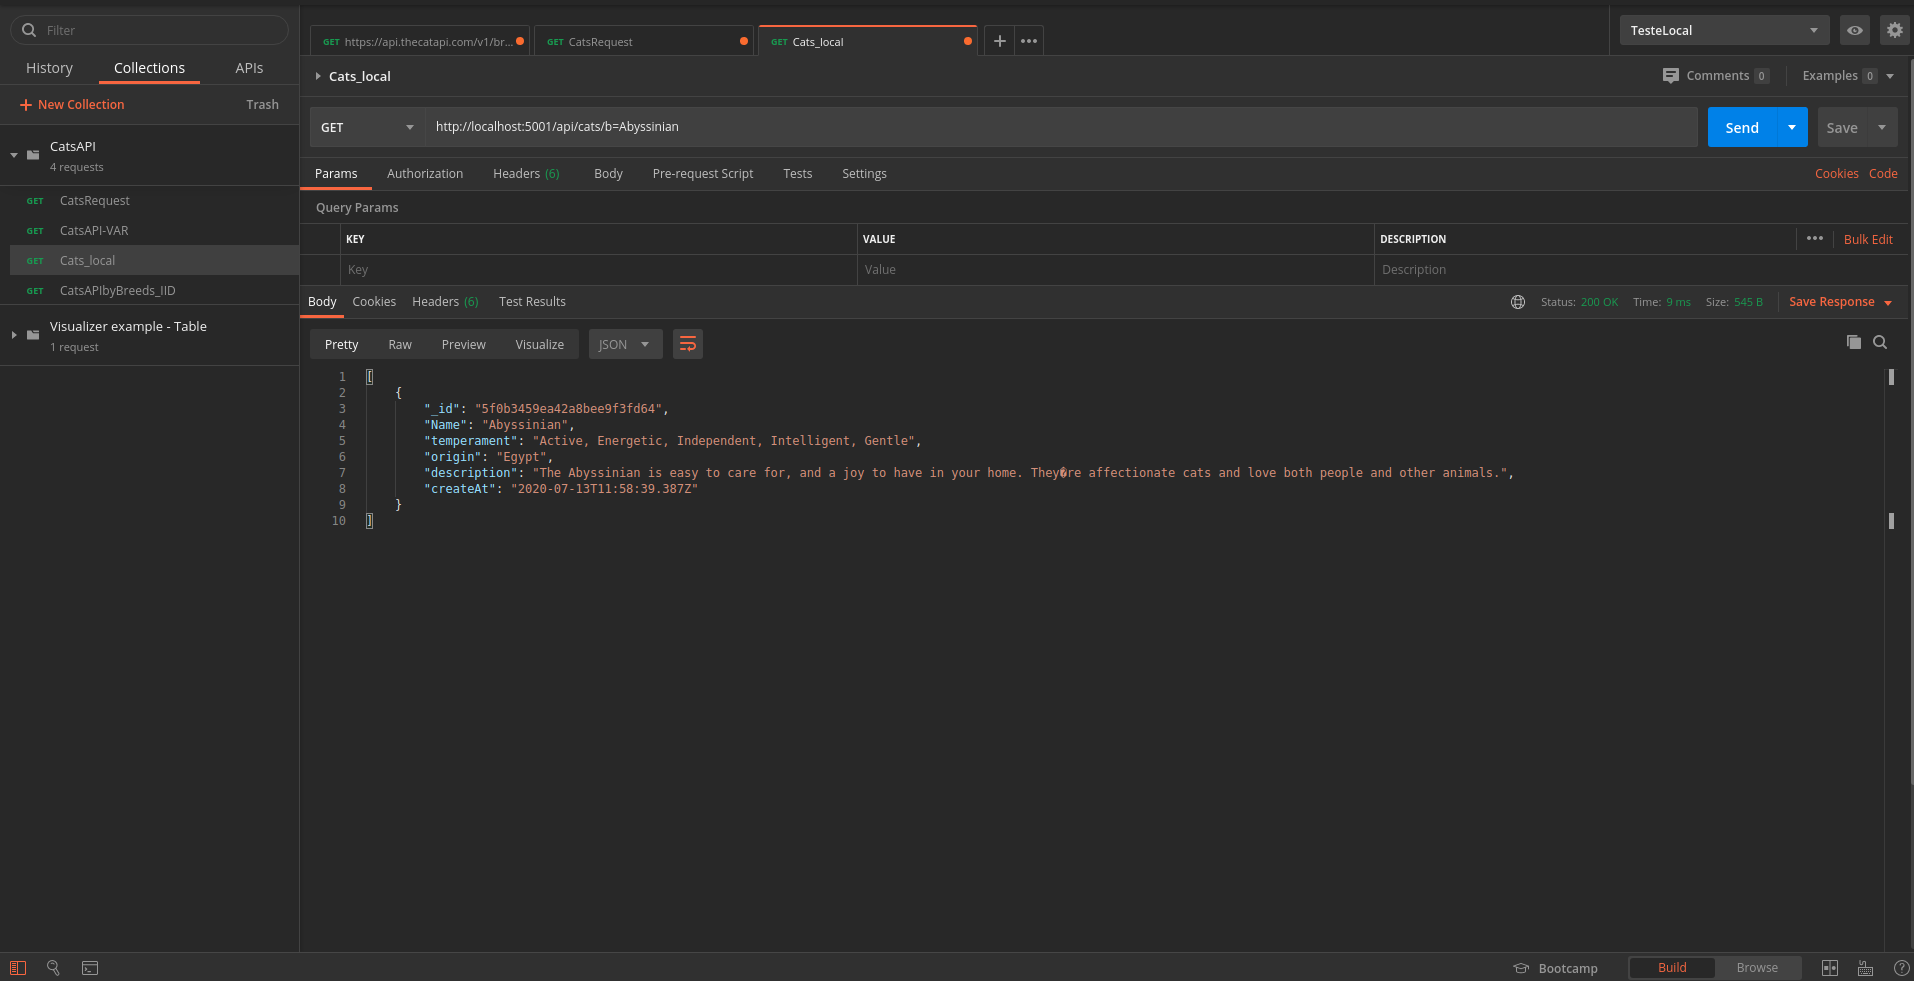 Filter
History Collections APIs
New Collection Trash
CatsAPI
4 requests
GET CatsRequest
GET CatsAPI-VAR
GET Cats_local
GET CatsAPIbyBreeds_IID
Visualizer example - Table
1 request
GET https://api.thecatapi.com/v1/br... GET CatsRequest GET Cats_local TesteLocal
Cats_local Comments 0 Examples 0
GET http://localhost:5001/api/cats/b=Abyssinian Send Save
Params Authorization Headers (6) Body Pre-request Script Tests Settings Cookies Code
Query Params
KEY VALUE DESCRIPTION Bulk Edit
Key Value Description
Body Cookies Headers (6) Test Results Status: 200 OK Time: 9 ms Size: 545 B Save Response
Pretty Raw Preview Visualize JSON
1 [
2 {
3 "_id": "5f0b3459ea42a8bee9f3fd64",
4 "Name": "Abyssinian",
5 "temperament": "Active, Energetic, Independent, Intelligent, Gentle",
6 "origin": "Egypt",
7 "description": "The Abyssinian is easy to care for, and a joy to have in your home. They�re affectionate cats and love both people and other animals.",
8 "createAt": "2020-07-13T11:58:39.387Z"
9 }
10 ]
Bootcamp Build Browse